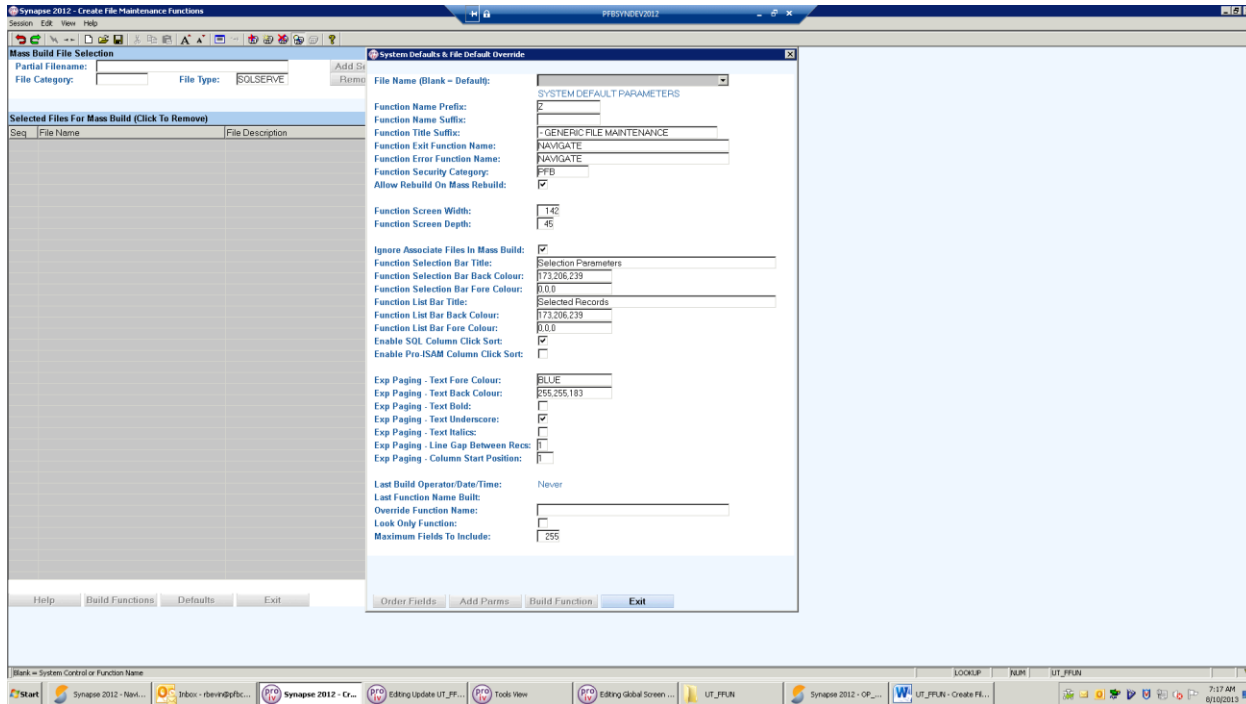 Synapse 2012 - Create File Maintenance Functions
PFBSYNDEV2012
Session Edit View Help
Mass Build File Selection
Partial Filename:
Add Se
File Category:
File Type: SQLSERVE
Remo
Selected Files For Mass Build (Click To Remove)
Seq File Name File Description
Help Build Functions Defaults Exit
System Defaults & File Default Override
File Name (Blank = Default):
SYSTEM DEFAULT PARAMETERS
Function Name Prefix: Z
Function Name Suffix:
Function Title Suffix: - GENERIC FILE MAINTENANCE
Function Exit Function Name: NAVIGATE
Function Error Function Name: NAVIGATE
Function Security Category: PFB
Allow Rebuild On Mass Rebuild:
Function Screen Width: 142
Function Screen Depth: 45
Ignore Associate Files In Mass Build:
Function Selection Bar Title: Selection Parameters
Function Selection Bar Back Colour: 173,206,239
Function Selection Bar Fore Colour: 0,0,0
Function List Bar Title: Selected Records
Function List Bar Back Colour: 173,206,239
Function List Bar Fore Colour: 0,0,0
Enable SQL Column Click Sort:
Enable Pro-ISAM Column Click Sort:
Exp Paging - Text Fore Colour: BLUE
Exp Paging - Text Back Colour: 255,255,183
Exp Paging - Text Bold:
Exp Paging - Text Underscore:
Exp Paging - Text Italics:
Exp Paging - Line Gap Between Recs: 1
Exp Paging - Column Start Position: 1
Last Build Operator/Date/Time: Never
Last Function Name Built:
Override Function Name:
Look Only Function:
Maximum Fields To Include: 255
Order Fields Add Parms Build Function Exit
Blank = System Control or Function Name
LOOKUP NUM UT_FFUN
Start Synapse 2012 - Navi... Inbox - rbevin@pfbc... Synapse 2012 - Cr... Editing Update UT_FF... Tools View Editing Global Screen ... UT_FFUN Synapse 2012 - OP_... UT_FFUN - Create Fil... 7:17 AM
8/10/2013